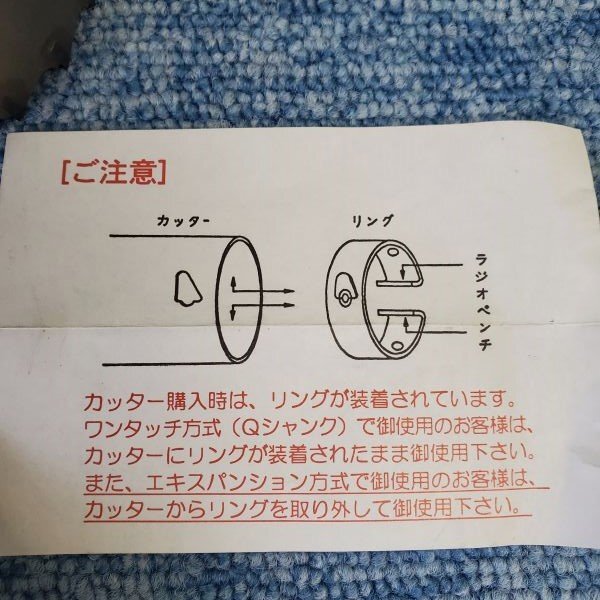 [ご注意]
カッター
リング
ラジオペンチ
カッター購入時は、リングが装着されています。
ワンタッチ方式（Qシャンク）で御使用のお客様は、
カッターにリングが装着されたまま御使用下さい。
また、エキスパンション方式で御使用のお客様は、
カッターからリングを取り外して御使用下さい。